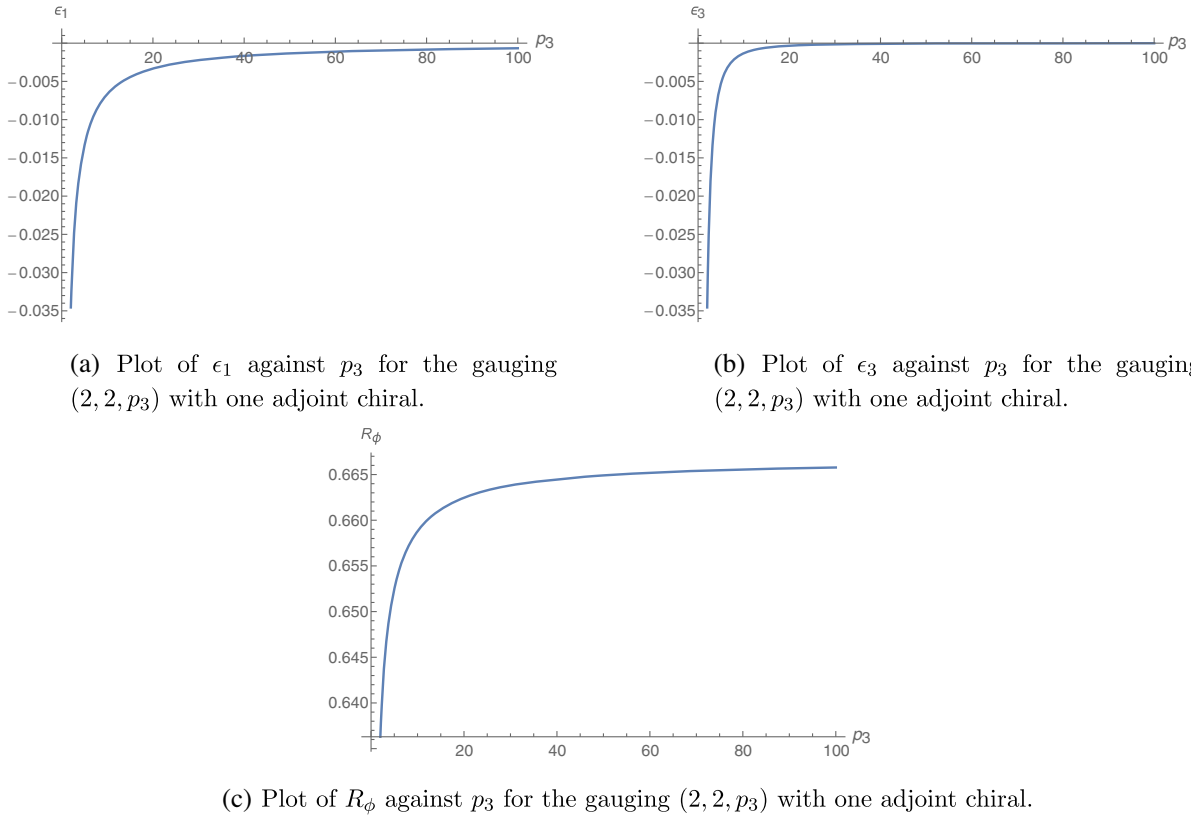 ϵ1
p3
20 40 60 80 100
−0.005
−0.010
−0.015
−0.020
−0.025
−0.030
−0.035
ϵ3
p3
20 40 60 80 100
−0.005
−0.010
−0.015
−0.020
−0.025
−0.030
−0.035
(a) Plot of ϵ1 against p3 for the gauging
(2, 2, p3) with one adjoint chiral.
(b) Plot of ϵ3 against p3 for the gauging
(2, 2, p3) with one adjoint chiral.
Rϕ
0.665
0.660
0.655
0.650
0.645
0.640
p3
20 40 60 80 100
(c) Plot of Rϕ against p3 for the gauging (2, 2, p3) with one adjoint chiral.